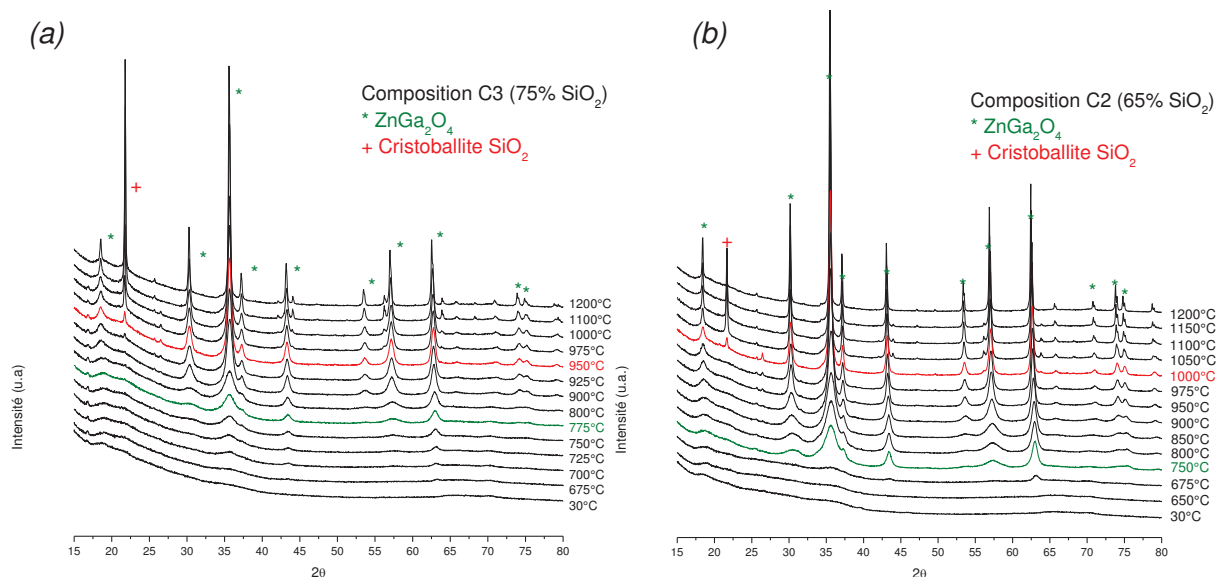 (a)
Composition C3 (75% SiO2)
* ZnGa2O4
+ Cristoballite SiO2
1200°C
1100°C
1000°C
975°C
950°C
925°C
900°C
800°C
775°C
750°C
725°C
700°C
675°C
30°C
Intensité (u.a)
15 20 25 30 35 40 45 50 55 60 65 70 75 80
2θ
(b)
Composition C2 (65% SiO2)
* ZnGa2O4
+ Cristoballite SiO2
1200°C
1150°C
1100°C
1050°C
1000°C
975°C
950°C
900°C
850°C
800°C
750°C
675°C
650°C
30°C
Intensité (u.a.)
15 20 25 30 35 40 45 50 55 60 65 70 75 80
2θ